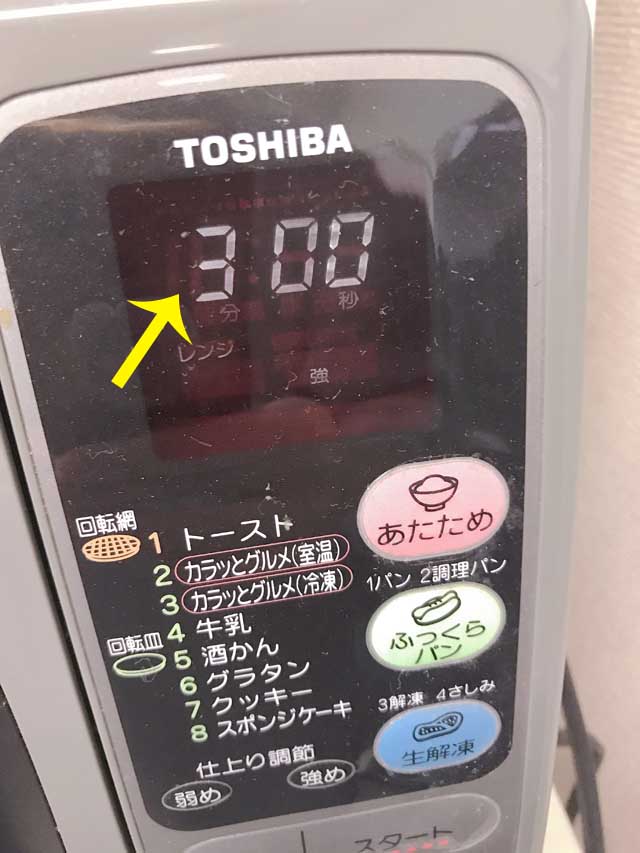 TOSHIBA
3 00
分 秒
レンジ
強
あたため
回転網
1 トースト
2 カラッとグルメ(室温)
3 カラッとグルメ(冷凍)
1パン 2調理パン
ふっくら
パン
回転皿
4 牛乳
5 酒かん
6 グラタン
7 クッキー
8 スポンジケーキ
3解凍 4さしみ
生解凍
仕上り調節
弱め 強め
スタート